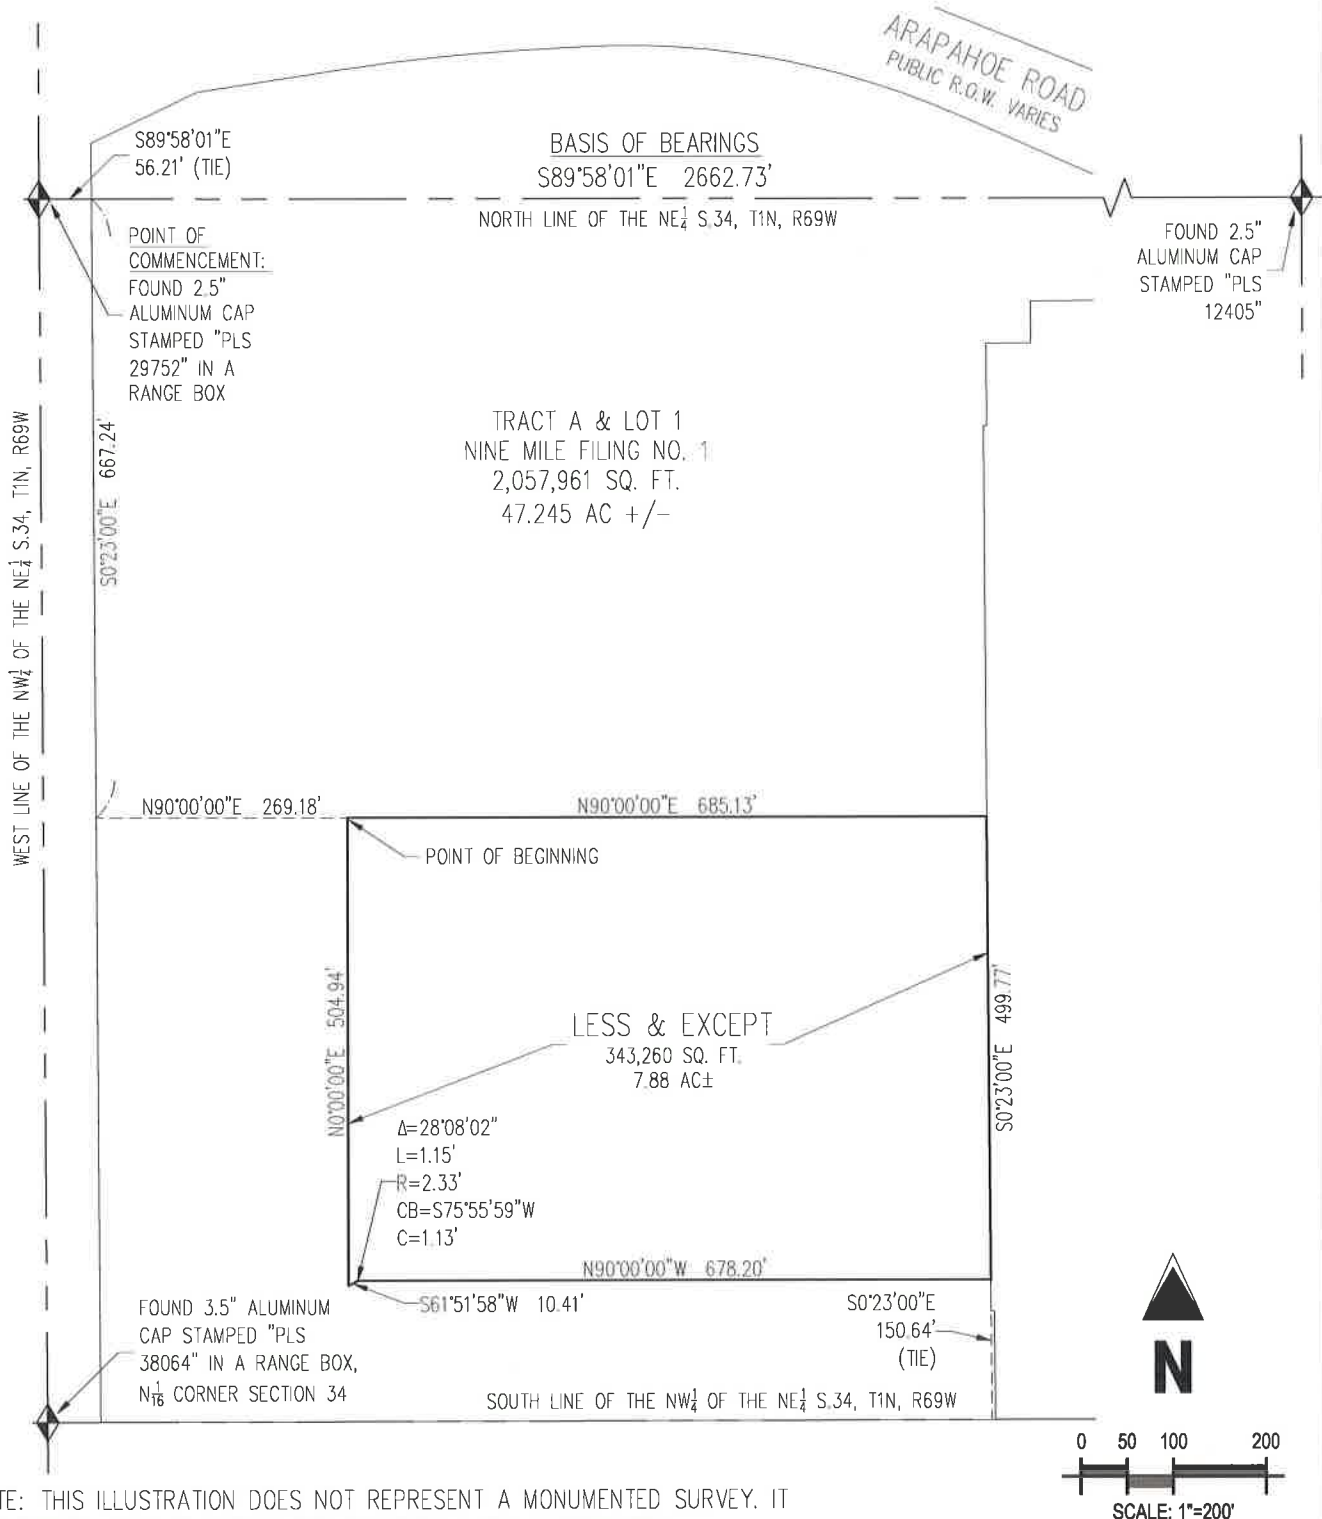 ARAPAHOE ROAD
PUBLIC R.O.W. VARIES
S89°58'01"E
56.21' (TIE)
BASIS OF BEARINGS
S89°58'01"E 2662.73'
NORTH LINE OF THE NE¼ S.34, T1N, R69W
POINT OF
COMMENCEMENT:
FOUND 2.5"
ALUMINUM CAP
STAMPED "PLS
29752" IN A
RANGE BOX
FOUND 2.5"
ALUMINUM CAP
STAMPED "PLS
12405"
WEST LINE OF THE NW¼ OF THE NE¼ S.34, T1N, R69W
S0°23'00"E 667.24'
TRACT A & LOT 1
NINE MILE FILING NO. 1
2,057,961 SQ. FT.
47.245 AC +/-
N90°00'00"E 269.18'
N90°00'00"E 685.13'
POINT OF BEGINNING
N0°00'00"E 504.94'
LESS & EXCEPT
343,260 SQ. FT.
7.88 AC±
S0°23'00"E 499.77'
Δ=28°08'02"
L=1.15'
R=2.33'
CB=S75°55'59"W
C=1.13'
N90°00'00"W 678.20'
S61°51'58"W 10.41'
S0°23'00"E
150.64'
(TIE)
FOUND 3.5" ALUMINUM
CAP STAMPED "PLS
38064" IN A RANGE BOX,
N1/16 CORNER SECTION 34
SOUTH LINE OF THE NW¼ OF THE NE¼ S.34, T1N, R69W
N
0 50 100 200
SCALE: 1"=200'
TE: THIS ILLUSTRATION DOES NOT REPRESENT A MONUMENTED SURVEY. IT